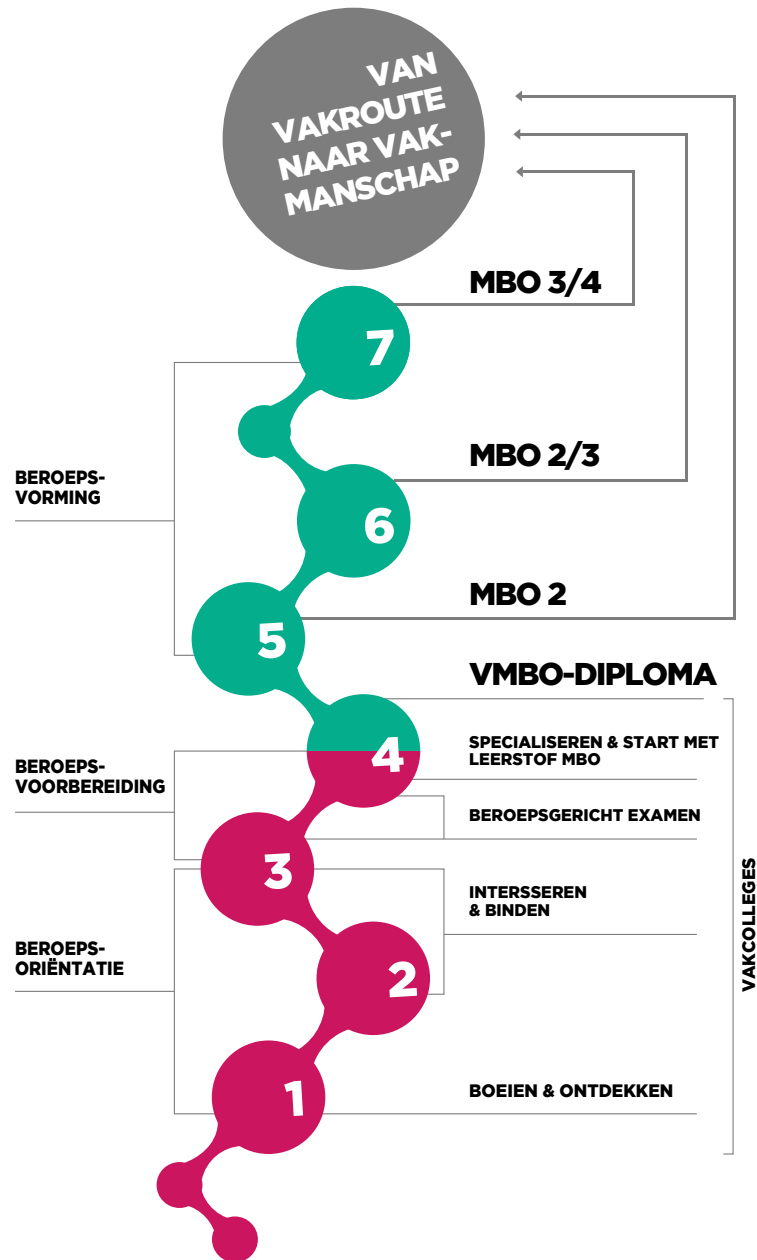 VAN
VAKROUTE
NAAR VAK-
MANSCHAP
MBO 3/4
7
MBO 2/3
BEROEPS-
VORMING
6
MBO 2
5
VMBO-DIPLOMA
SPECIALISEREN & START MET
LEERSTOF MBO
4
BEROEPS-
VOORBEREIDING
BEROEPSGERICHT EXAMEN
3
INTERSSEREN
& BINDEN
VAKCOLLEGES
BEROEPS-
ORIËNTATIE
2
BOEIEN & ONTDEKKEN
1